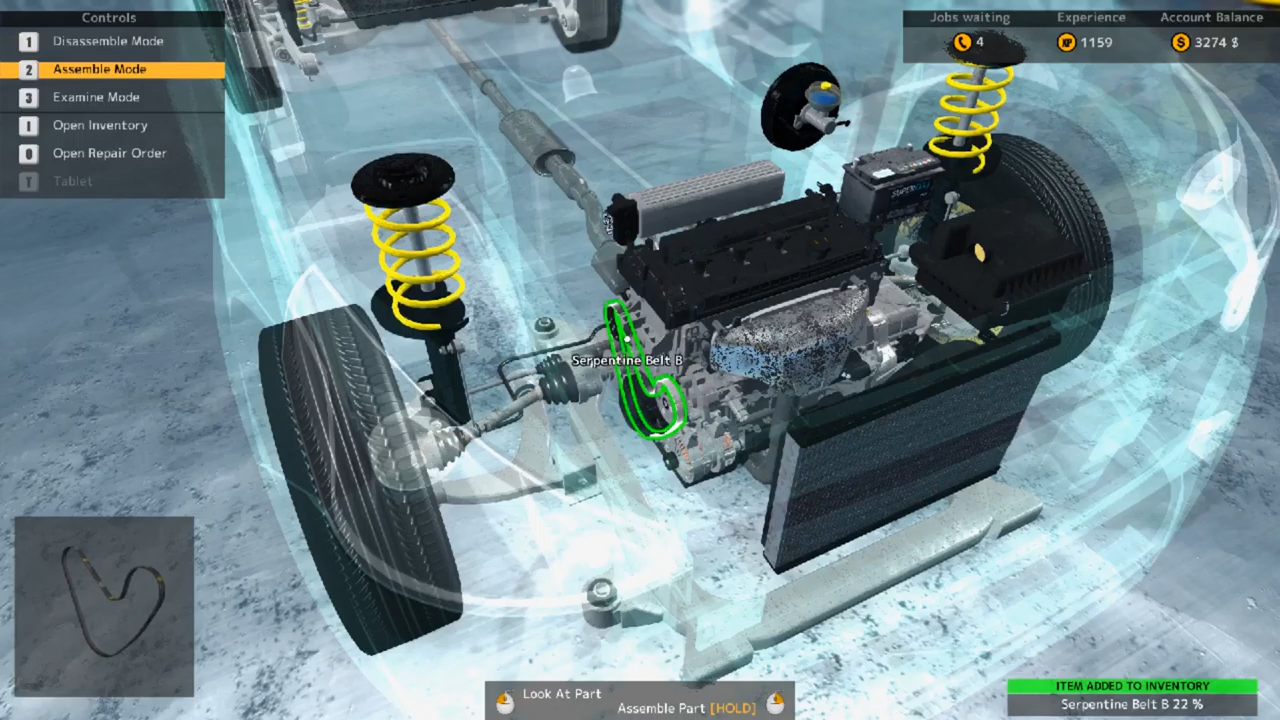 Controls
1 Disassemble Mode
2 Assemble Mode
3 Examine Mode
I Open Inventory
O Open Repair Order
T Tablet
Jobs waiting Experience Account Balance
4 XP 1159 $ 3274 $
SUPER
Serpentine Belt B
Look At Part
Assemble Part [HOLD]
ITEM ADDED TO INVENTORY
Serpentine Belt B 22 %